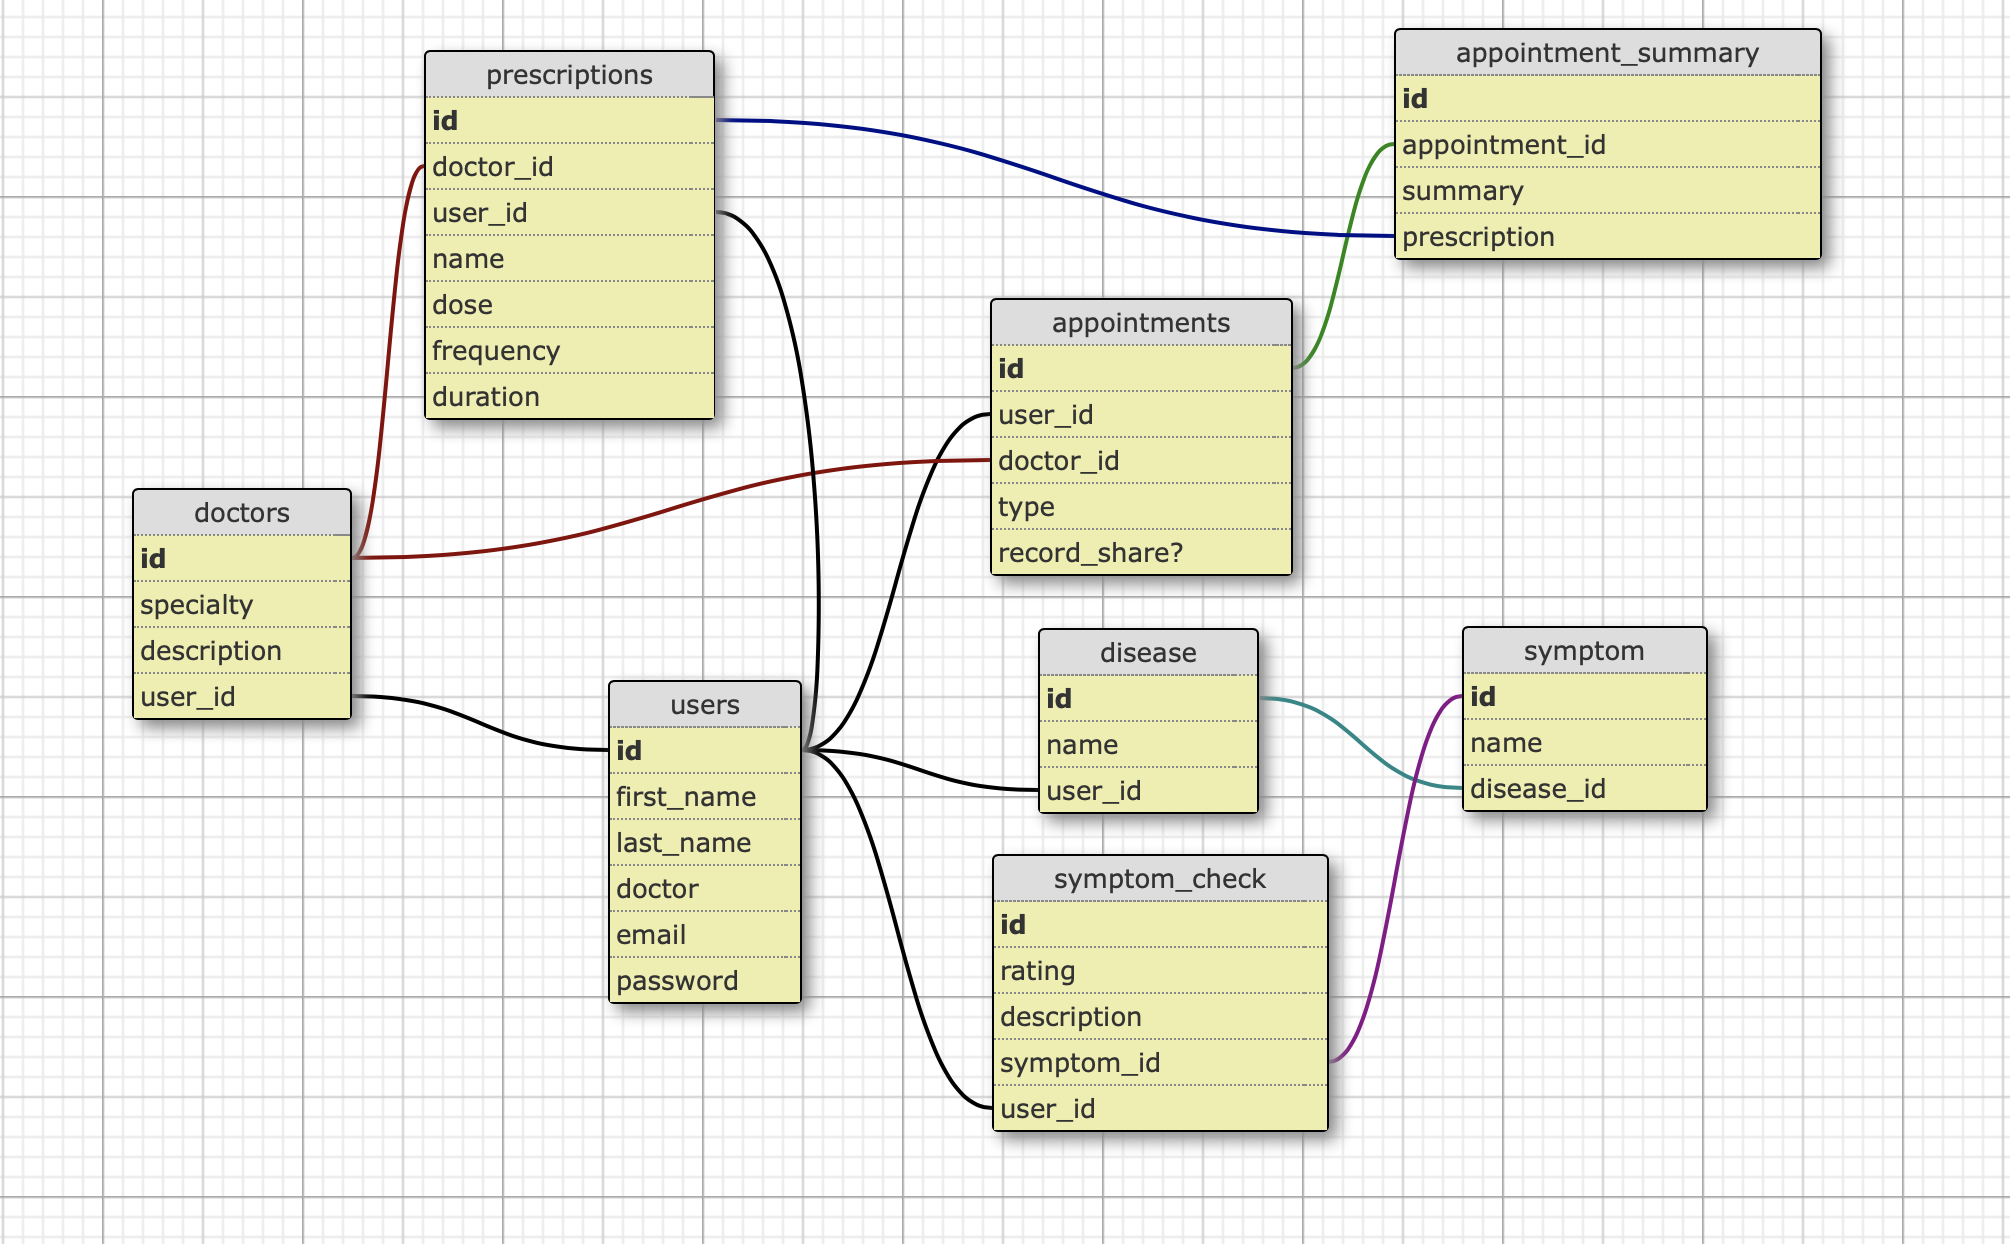 prescriptions
id
doctor_id
user_id
name
dose
frequency
duration
appointment_summary
id
appointment_id
summary
prescription
appointments
id
user_id
doctor_id
type
record_share?
doctors
id
specialty
description
user_id
users
id
first_name
last_name
doctor
email
password
disease
id
name
user_id
symptom
id
name
disease_id
symptom_check
id
rating
description
symptom_id
user_id